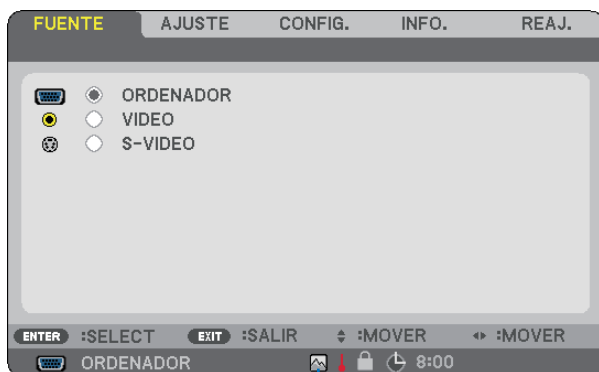 FUENTE AJUSTE CONFIG. INFO. REAJ.
ORDENADOR
VIDEO
S-VIDEO
ENTER :SELECT EXIT :SALIR :MOVER :MOVER
ORDENADOR 8:00